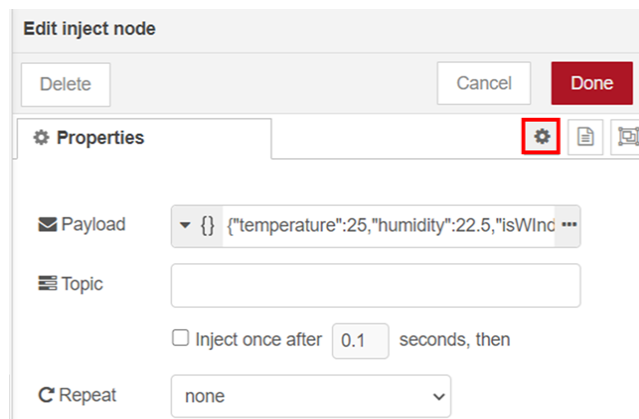 Edit inject node
Delete Cancel Done
Properties
Payload {} {"temperature":25,"humidity":22.5,"isWInd ...
Topic
Inject once after 0.1 seconds, then
Repeat none